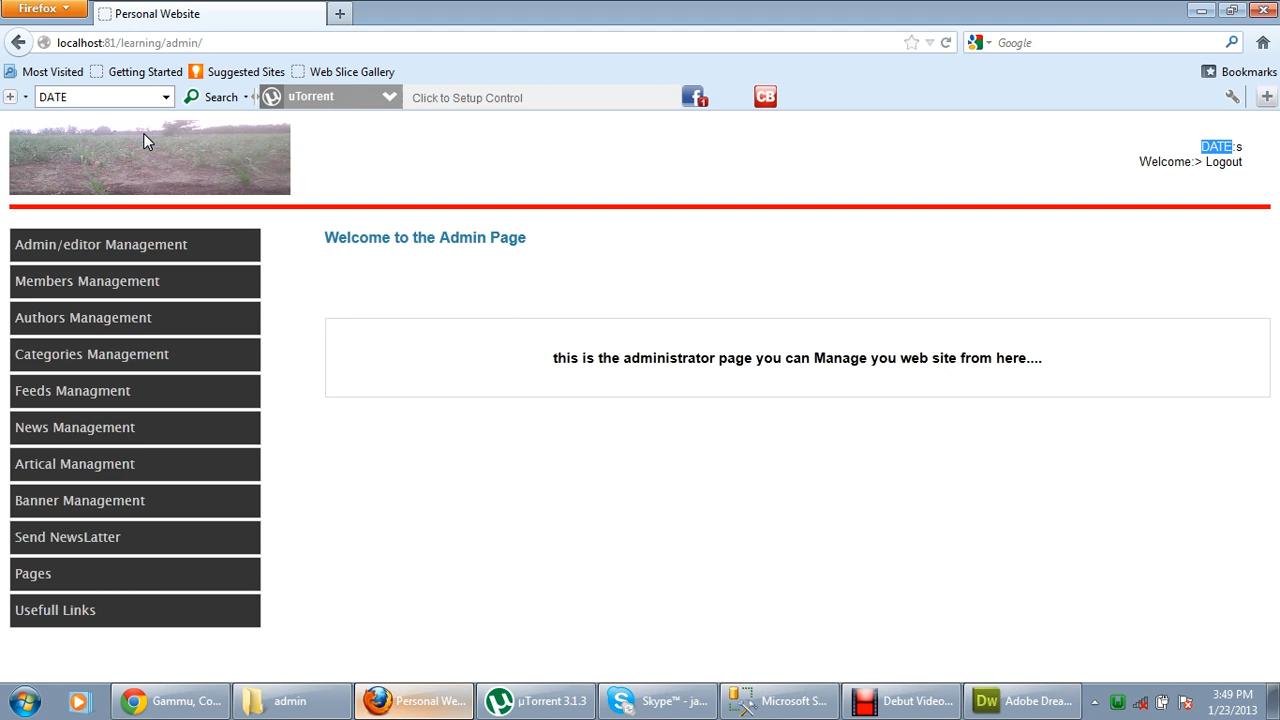 Firefox
Personal Website
localhost:81/learning/admin/
Google
Most Visited
Getting Started
Suggested Sites
Web Slice Gallery
Bookmarks
DATE
Search
uTorrent
Click to Setup Control
1
CB
DATE:s
Welcome:> Logout
Admin/editor Management
Members Management
Authors Management
Categories Management
Feeds Managment
News Management
Artical Managment
Banner Management
Send NewsLatter
Pages
Usefull Links
Welcome to the Admin Page
this is the administrator page you can Manage you web site from here....
Gammu, Co...
admin
Personal We...
µTorrent 3.1.3
Skype™ - ja...
Microsoft S...
Debut Video...
Dw
Adobe Drea...
3:49 PM
1/23/2013